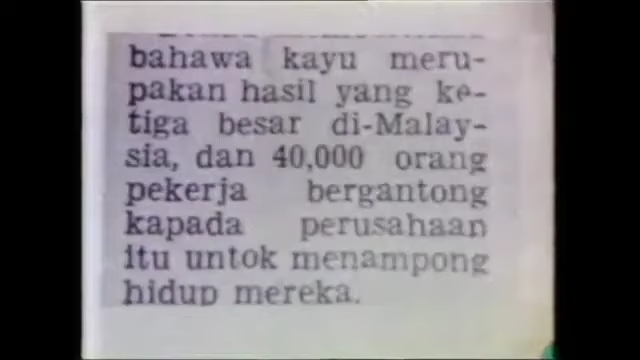 bahawa kayu meru-
pakan hasil yang ke-
tiga besar di-Malay-
sia, dan 40,000 orang
pekerja bergantong
kapada perusahaan
itu untok menampong
hidup mereka.